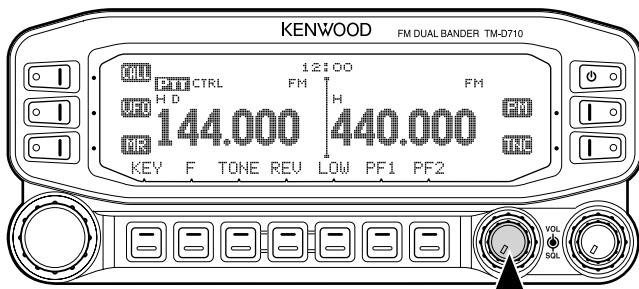 KENWOOD FM DUAL BANDER TM-D710
12:00
CALL PTT CTRL FM FM
H D H
VFO 144.000 440.000 PM
MR TNC
KEY F TONE REV LOW PF1 PF2
VOL
SQL